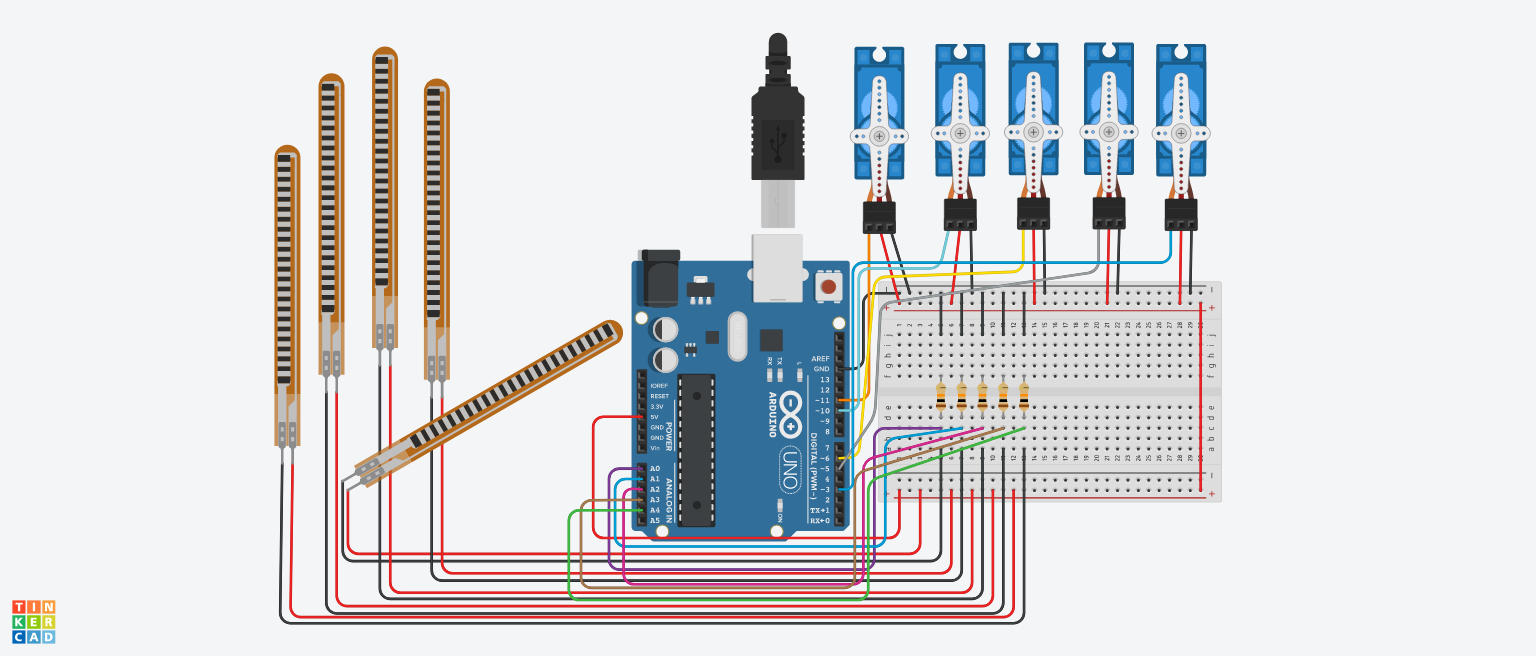 IOREF
RESET
3.3V
5V
GND
GND
Vin
POWER
A0
A1
A2
A3
A4
A5
ANALOG IN
AREF
GND
13
12
~11
~10
~9
8
7
~6
~5
4
~3
2
TX→1
RX←0
DIGITAL (PWM~)
RX
TX
L
ARDUINO
UNO
ON
TIN
KER
CAD